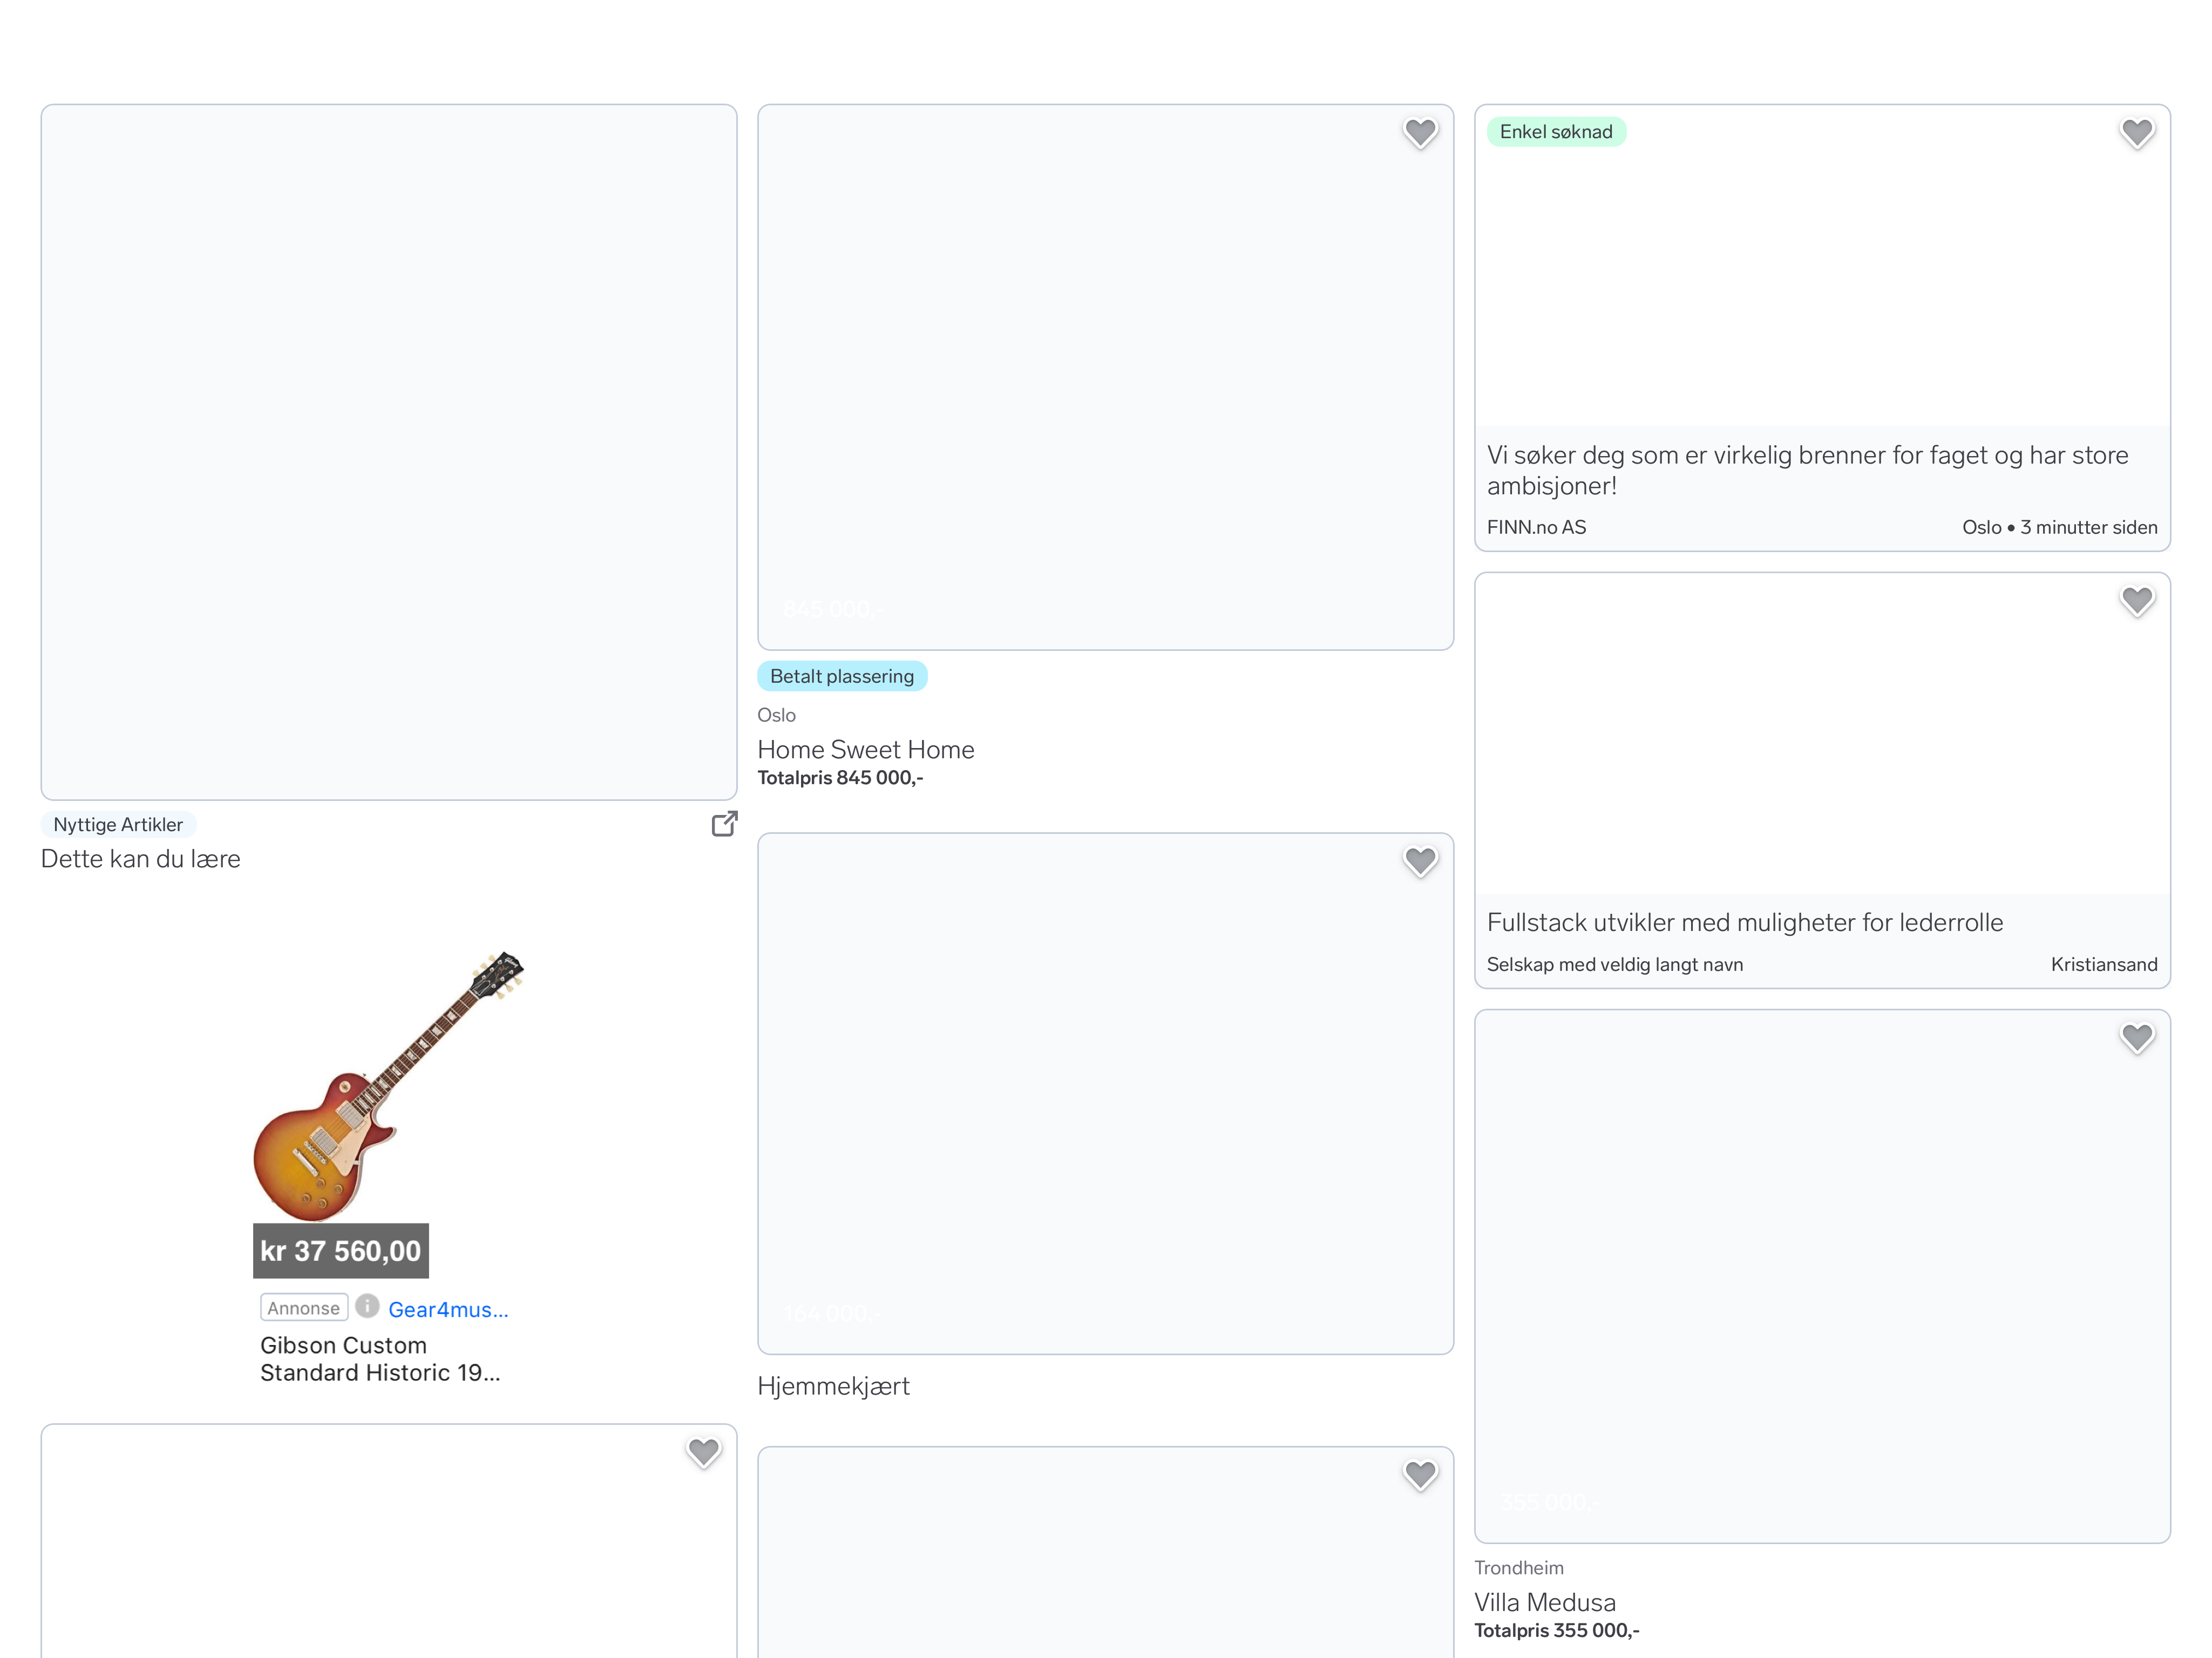 Nyttige Artikler
Dette kan du lære
kr 37 560,00
Annonse Gear4mus...
Gibson Custom
Standard Historic 19...
845 000,-
Betalt plassering
Oslo
Home Sweet Home
Totalpris 845 000,-
164 000,-
Hjemmekjært
Enkel søknad
Vi søker deg som er virkelig brenner for faget og har store
ambisjoner!
FINN.no AS
Oslo • 3 minutter siden
Fullstack utvikler med muligheter for lederrolle
Selskap med veldig langt navn
Kristiansand
355 000,-
Trondheim
Villa Medusa
Totalpris 355 000,-